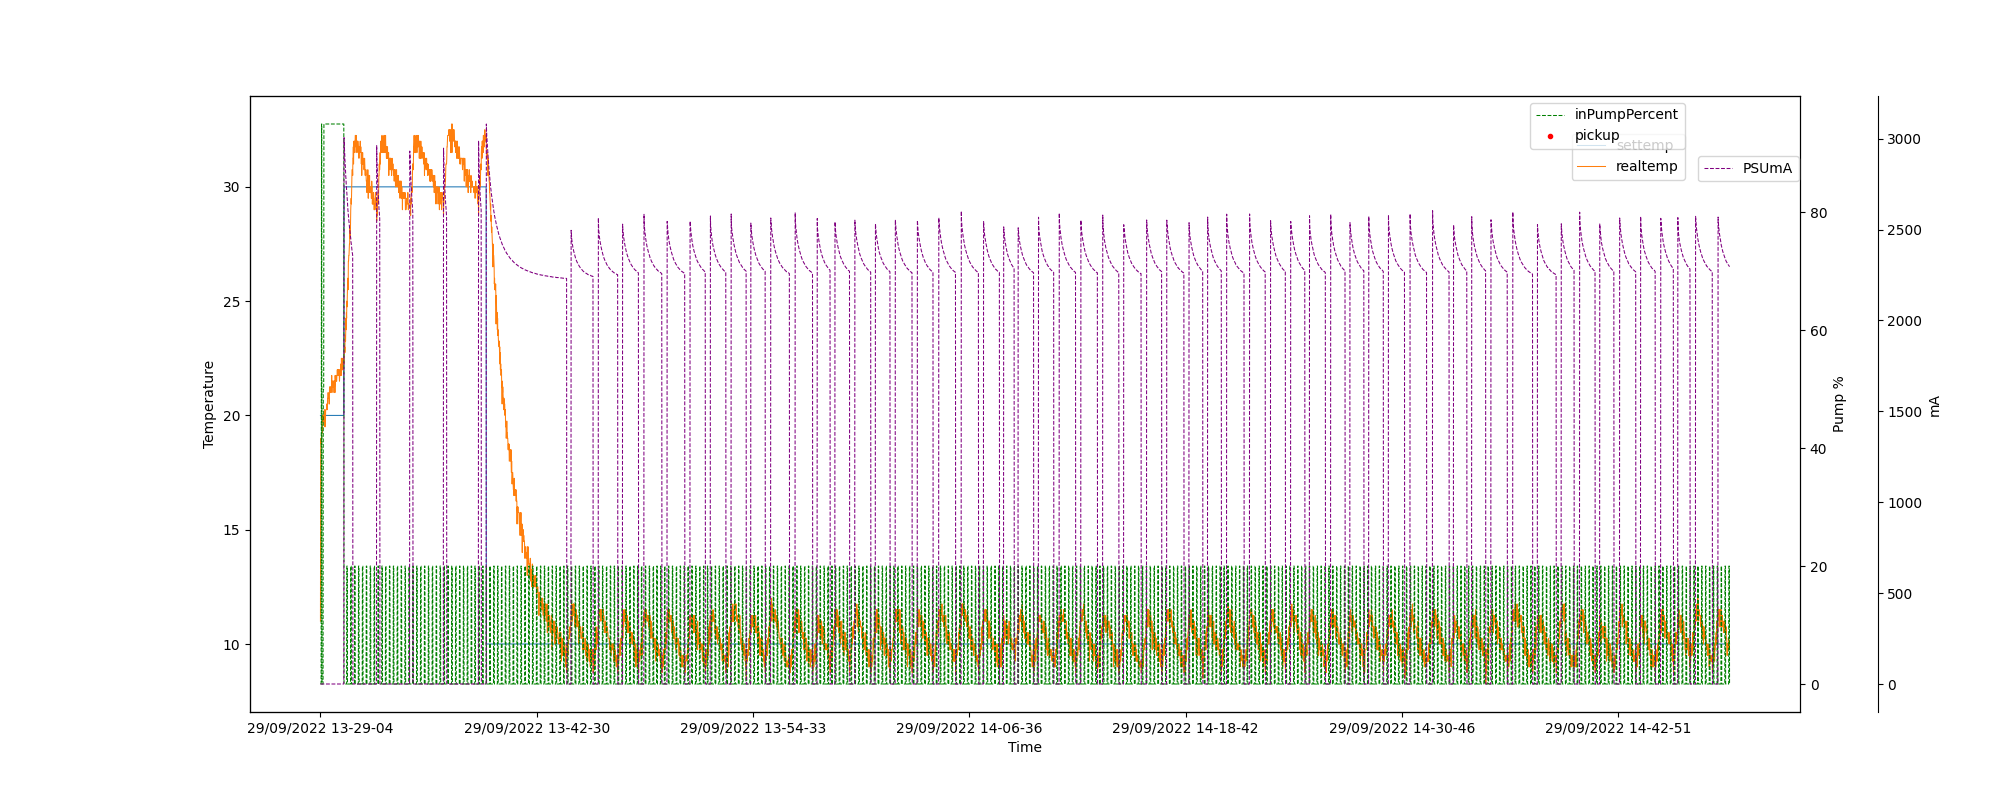 inPumpPercent
pickup
settemp
realtemp
PSUmA
30
25
20
15
10
Temperature
80
60
40
20
0
Pump %
3000
2500
2000
1500
1000
500
0
mA
29/09/2022 13-29-04
29/09/2022 13-42-30
29/09/2022 13-54-33
29/09/2022 14-06-36
29/09/2022 14-18-42
29/09/2022 14-30-46
29/09/2022 14-42-51
Time